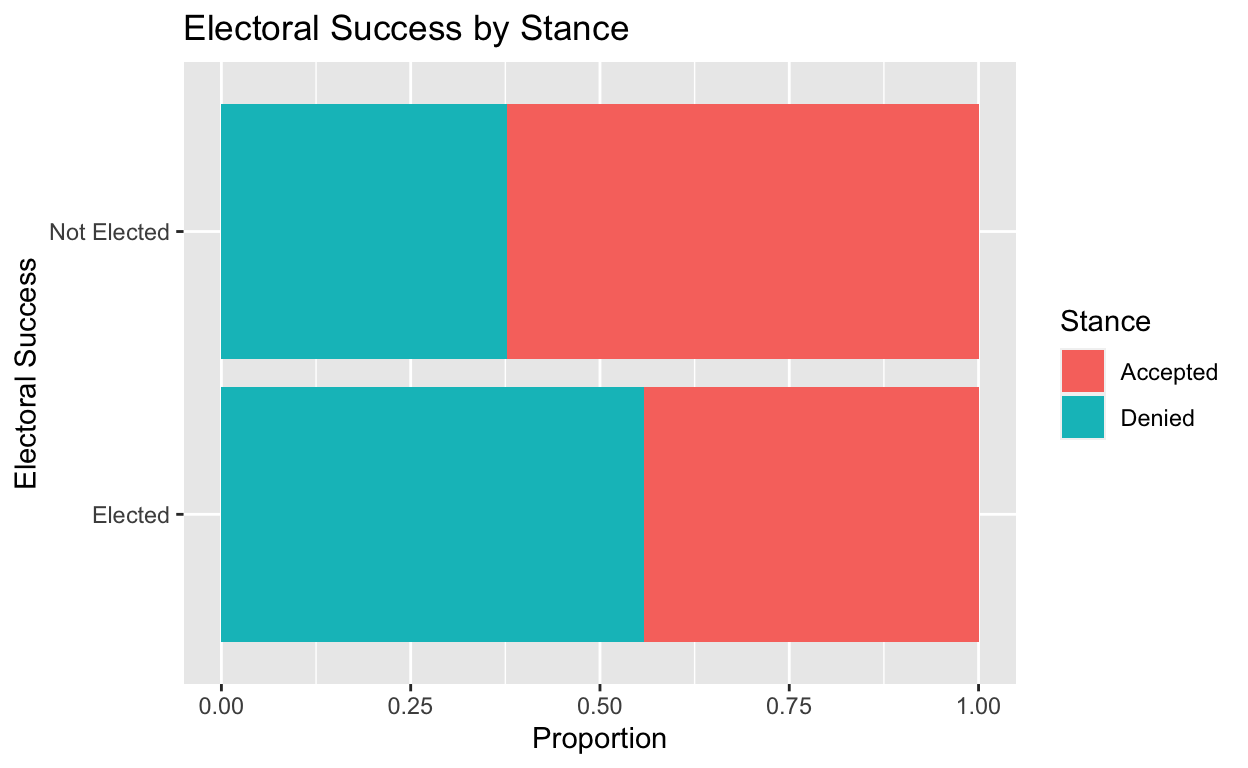 Electoral Success by Stance
Electoral Success
Not Elected
Elected
0.00 0.25 0.50 0.75 1.00
Proportion
Stance
Accepted
Denied